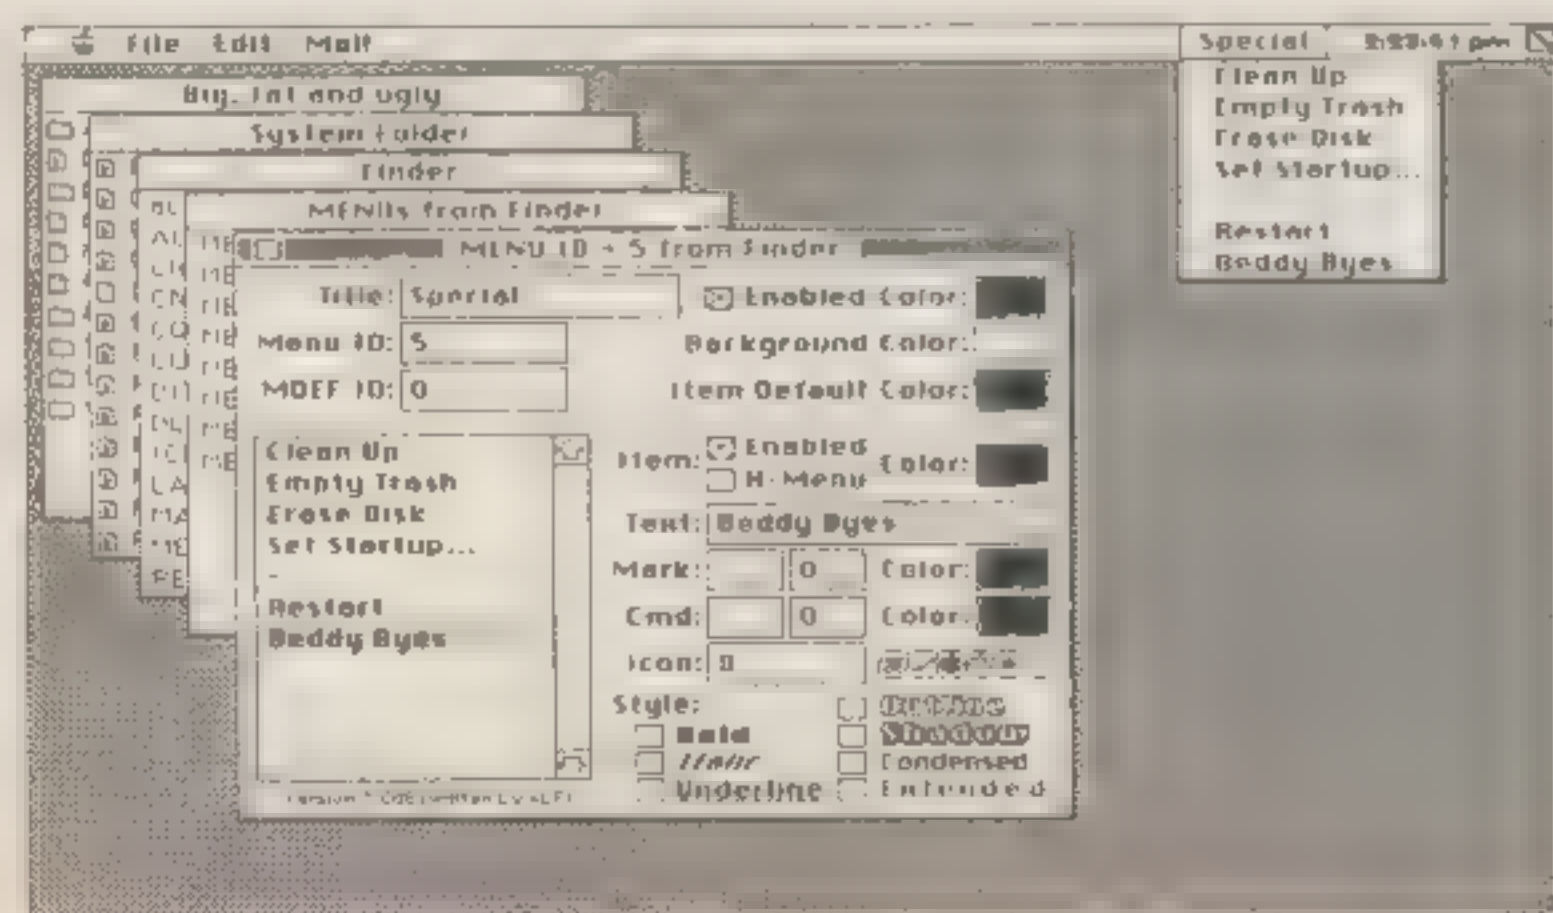 File Edit
Special
Clean Up
Empty Trash
Erase Disk
Set Startup...
Restart
Beddy Byes
Big, fat and ugly
System Folder
Finder
MENUs from Finder
MENU ID = 5 from Finder
Title: Special
Enabled Color:
Menu ID: 5
Background Color:
MDEF ID: 0
Item Default Color:
Clean Up
Empty Trash
Erase Disk
Set Startup...
-
Restart
Beddy Byes
Item: Enabled Color:
H-Menu
Text: Beddy Byes
Mark: 0 Color:
Cmd: 0 Color:
Icon: 0
Style: Outline
Bold Shadow
Italic Condensed
Underline Extended